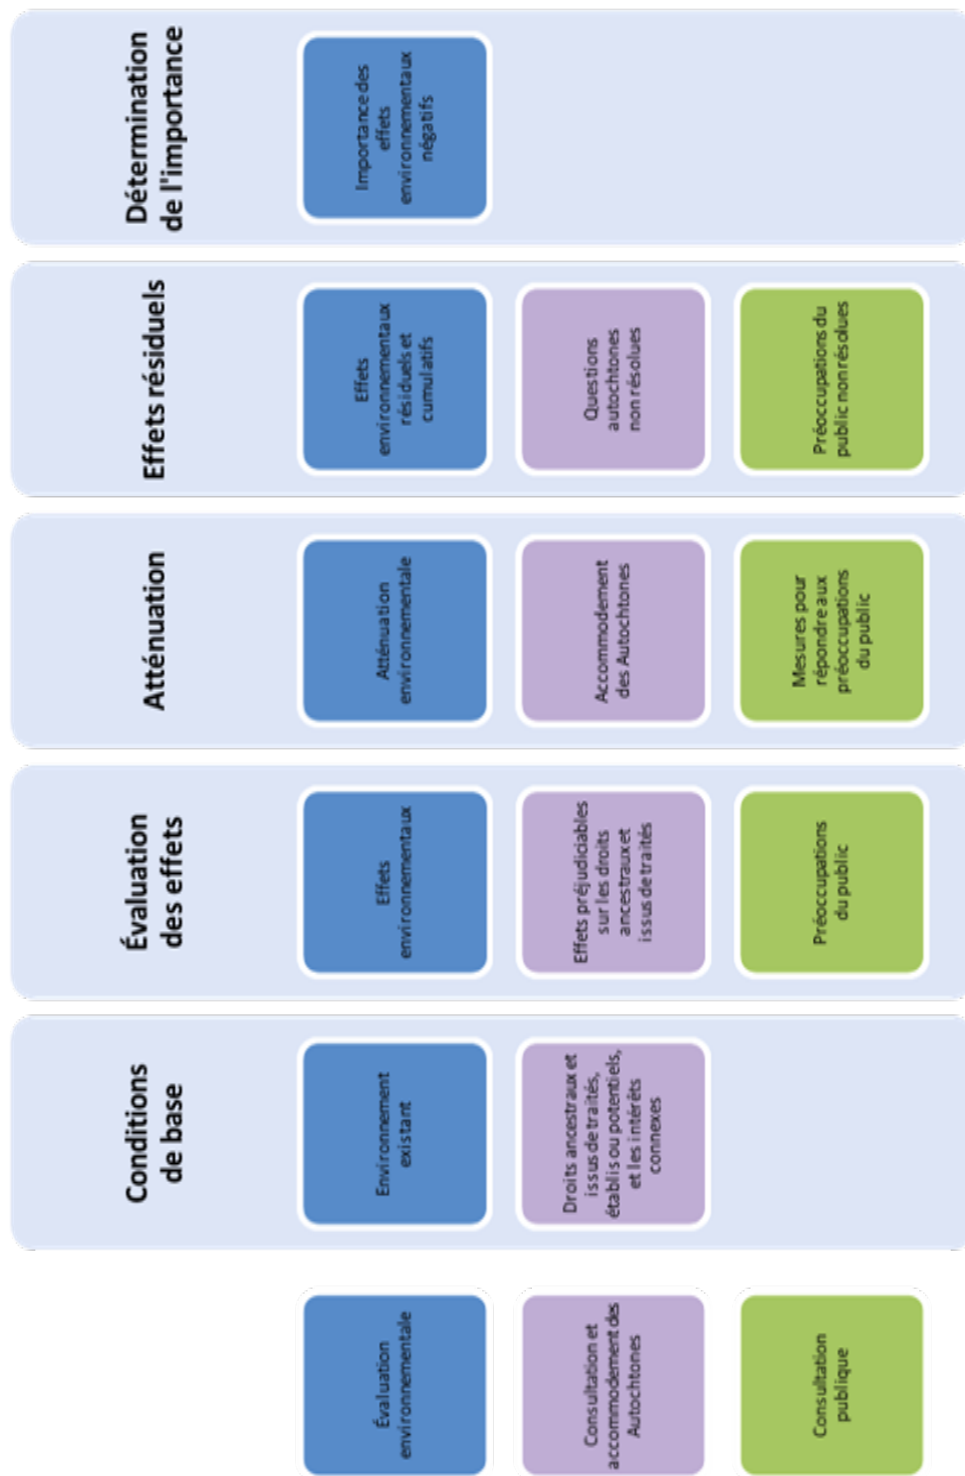 Conditions
de base
Évaluation
des effets
Atténuation
Effets résiduels
Détermination
de l'importance
Évaluation
environnementale
Environnement
existant
Effets
environnementaux
Atténuation
environnementale
Effets
environnementaux
résiduels et
cumulatifs
Importance des
effets
environnementaux
négatifs
Consultation et
accommodement des
Autochtones
Droits ancestraux et
issus de traités,
établis ou potentiels,
et les intérêts
connexes
Effets préjudiciables
sur les droits
ancestraux et
issus de traités
Accommodement
des Autochtones
Questions
autochtones
non résolues
Consultation
publique
Préoccupations
du public
Mesures pour
répondre aux
préoccupations
du public
Préoccupations du
public non résolues